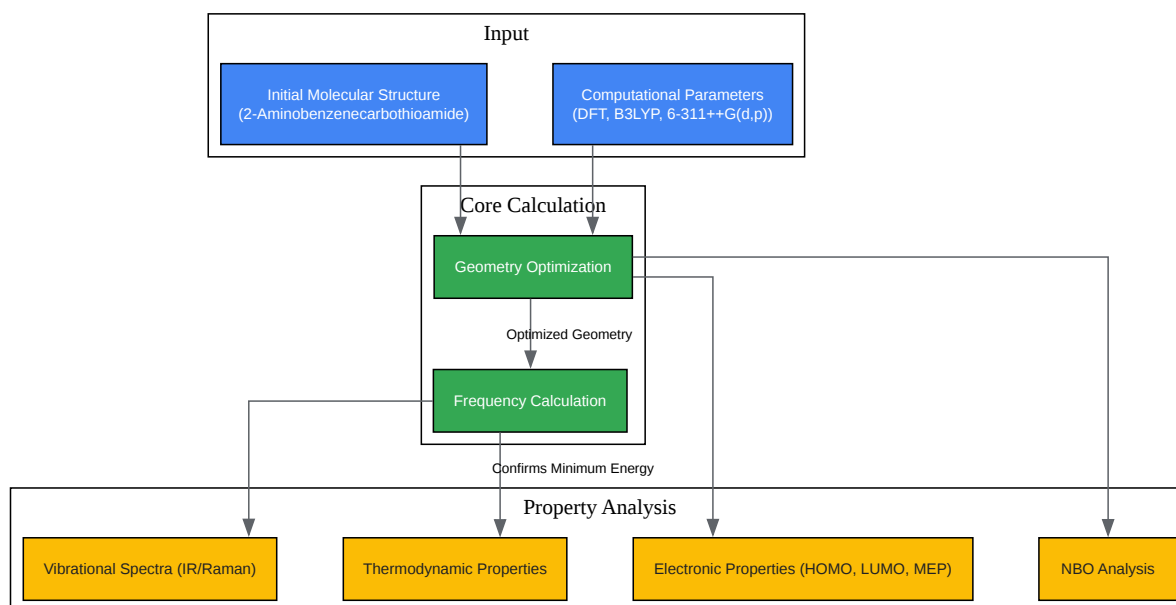 Input
Initial Molecular Structure
(2-Aminobenzenecarbothioamide)
Computational Parameters
(DFT, B3LYP, 6-311++G(d,p))
Core Calculation
Geometry Optimization
Optimized Geometry
Frequency Calculation
Confirms Minimum Energy
Property Analysis
Vibrational Spectra (IR/Raman)
Thermodynamic Properties
Electronic Properties (HOMO, LUMO, MEP)
NBO Analysis